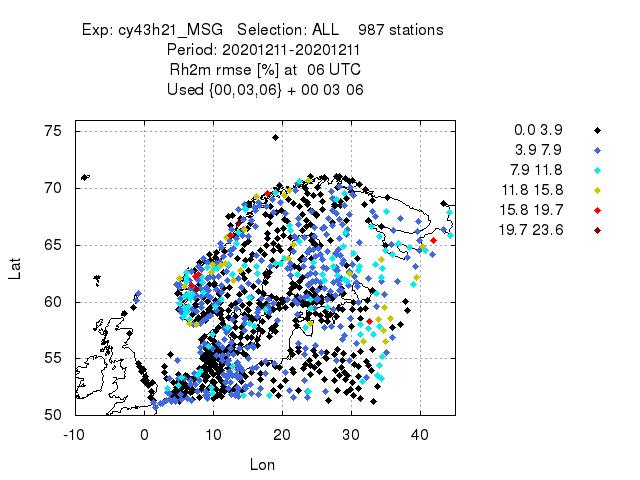 Exp: cy43h21_MSG   Selection: ALL    987 stations
Period: 20201211-20201211
Rh2m rmse [%] at  06 UTC
Used {00,03,06} + 00 03 06
0.0 3.9
3.9 7.9
7.9 11.8
11.8 15.8
15.8 19.7
19.7 23.6
75
70
65
60
55
50
Lat
-10 0 10 20 30 40
Lon